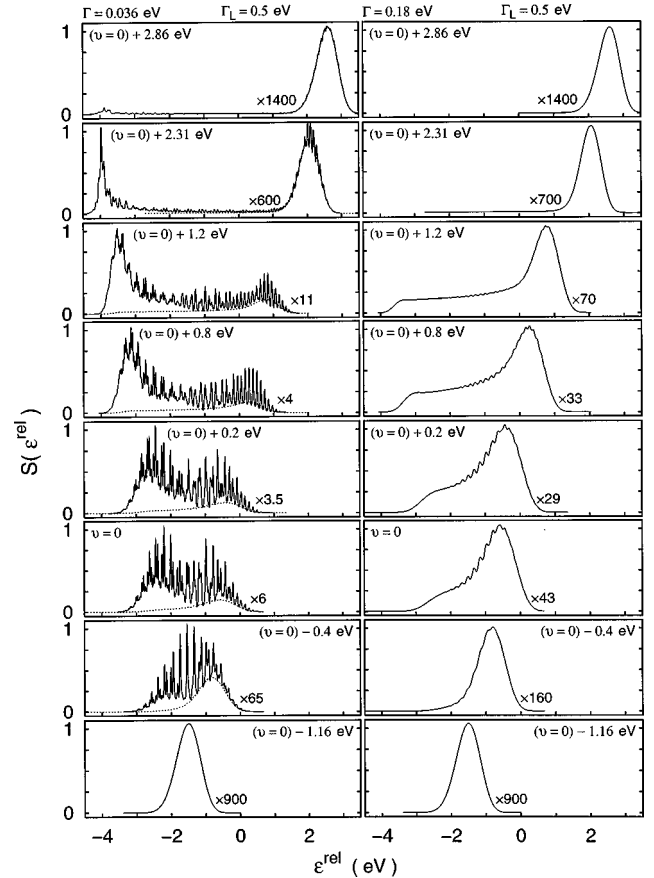 Γ = 0.036 eV Γ_L = 0.5 eV Γ = 0.18 eV Γ_L = 0.5 eV
1 (υ = 0) + 2.86 eV ×1400 0
(υ = 0) + 2.86 eV ×1400
1 (υ = 0) + 2.31 eV ×600 0
(υ = 0) + 2.31 eV ×700
1 (υ = 0) + 1.2 eV ×11 0
(υ = 0) + 1.2 eV ×70
1 (υ = 0) + 0.8 eV ×4 0
(υ = 0) + 0.8 eV ×33
1 (υ = 0) + 0.2 eV ×3.5 0
(υ = 0) + 0.2 eV ×29
1 υ = 0 ×6 0
υ = 0 ×43
1 (υ = 0) − 0.4 eV ×65 0
(υ = 0) − 0.4 eV ×160
1 (υ = 0) − 1.16 eV ×900 0
(υ = 0) − 1.16 eV ×900
S( ε^rel )
−4 −2 0 2 −4 −2 0 2
ε^rel ( eV )